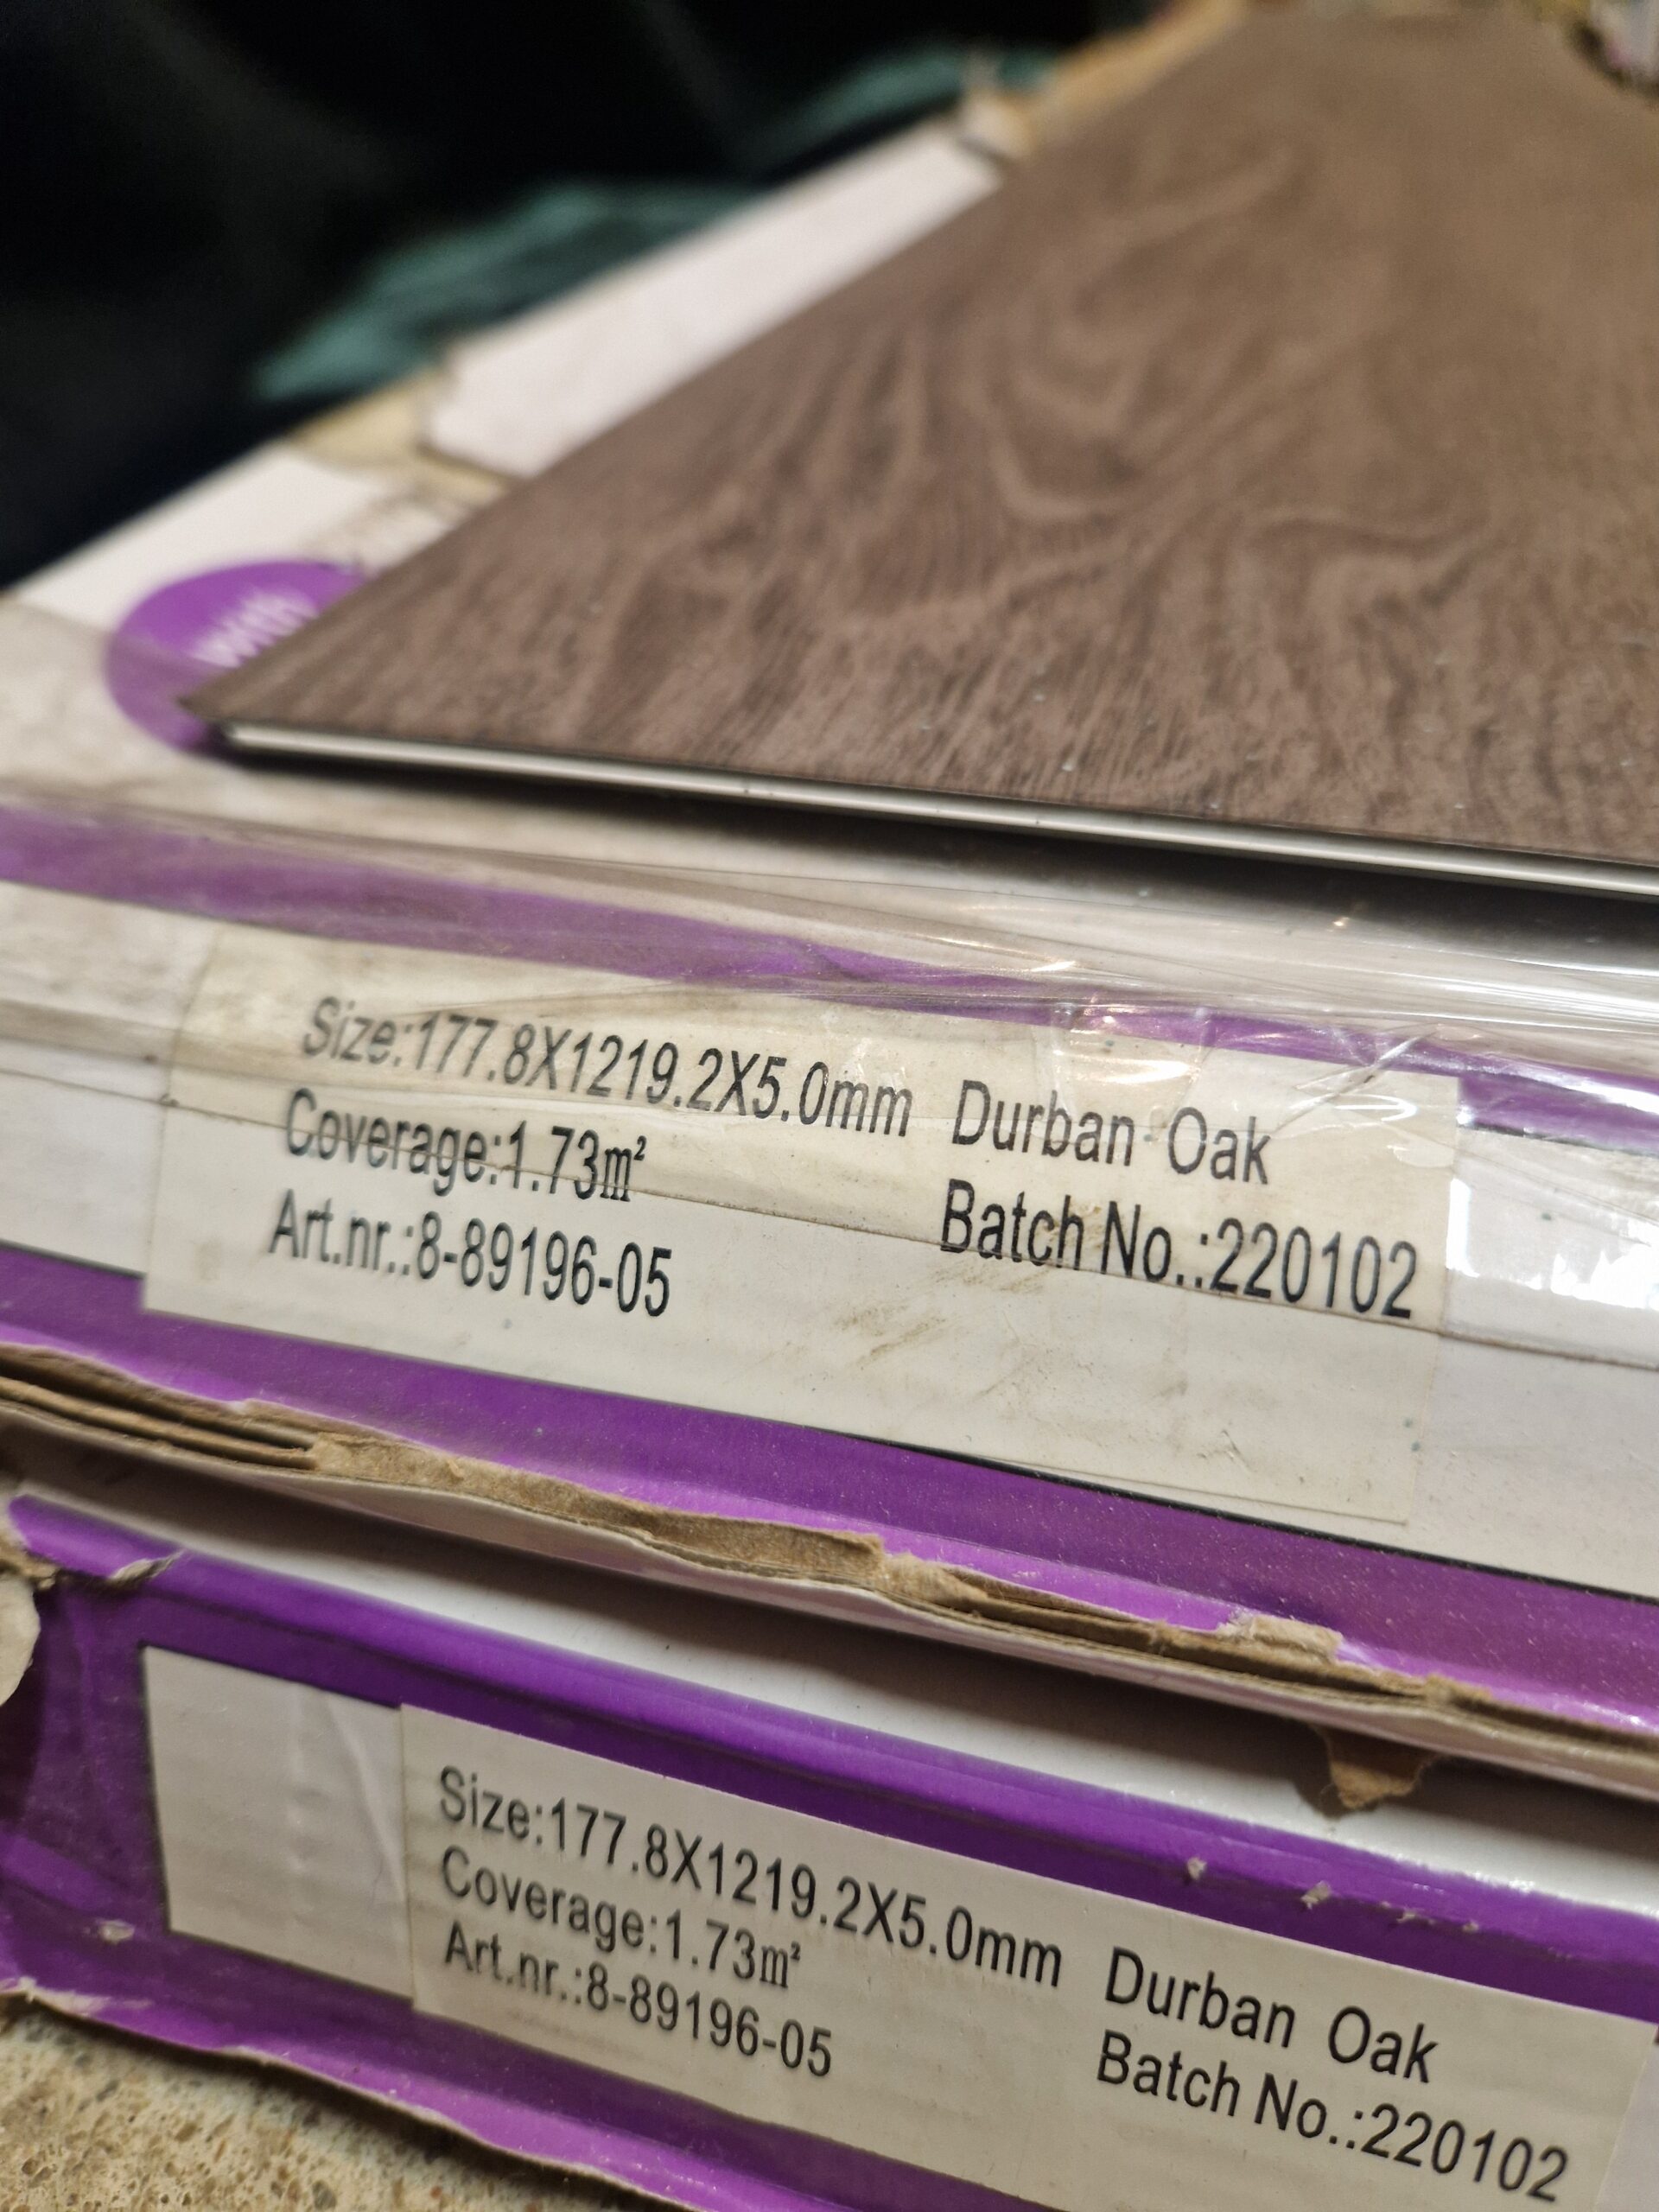 with
Size:177.8X1219.2X5.0mm Durban Oak
Coverage:1.73m²
Batch No.:220102
Art.nr.:8-89196-05
Size:177.8X1219.2X5.0mm Durban Oak
Coverage:1.73m²
Batch No.:220102
Art.nr.:8-89196-05